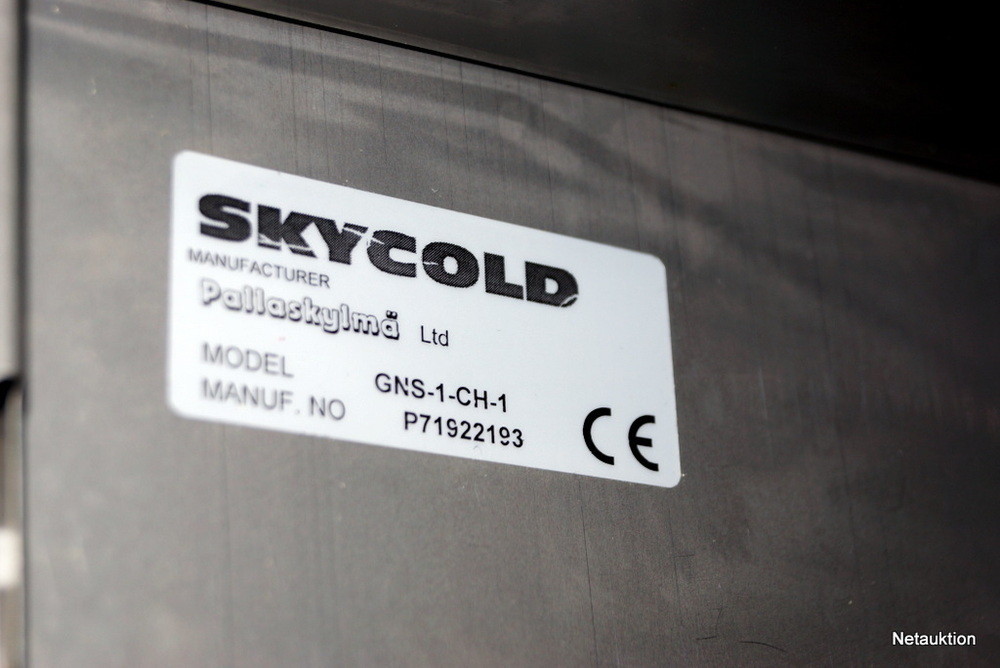 SKYCOLD
MANUFACTURER
Pallaskylmä Ltd
MODEL GNS-1-CH-1
MANUF. NO P71922193
CE
Netauktion